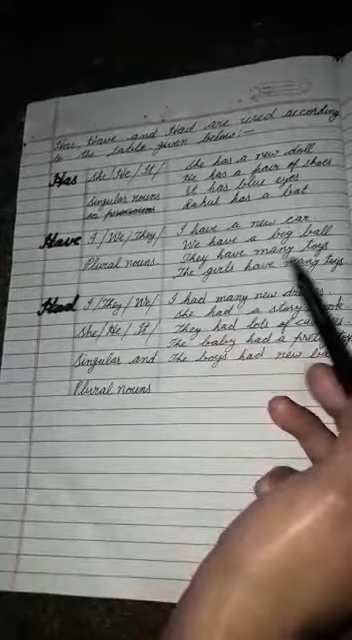 Has, Have and Had are used according
to the table given below:-
Has She/He/It/ She has a new doll
He has a pair of shoes
Singular nouns It has blue eyes
Rahul has a bat
Have I/We/They/ I have a new car
We have a big ball
Plural nouns They have many toys
The girls have many toys
Had I/They/We/ I had many new
She/He/It/ She had a story
They had lots of
Singular and The baby had a
The boys had new
Plural nouns